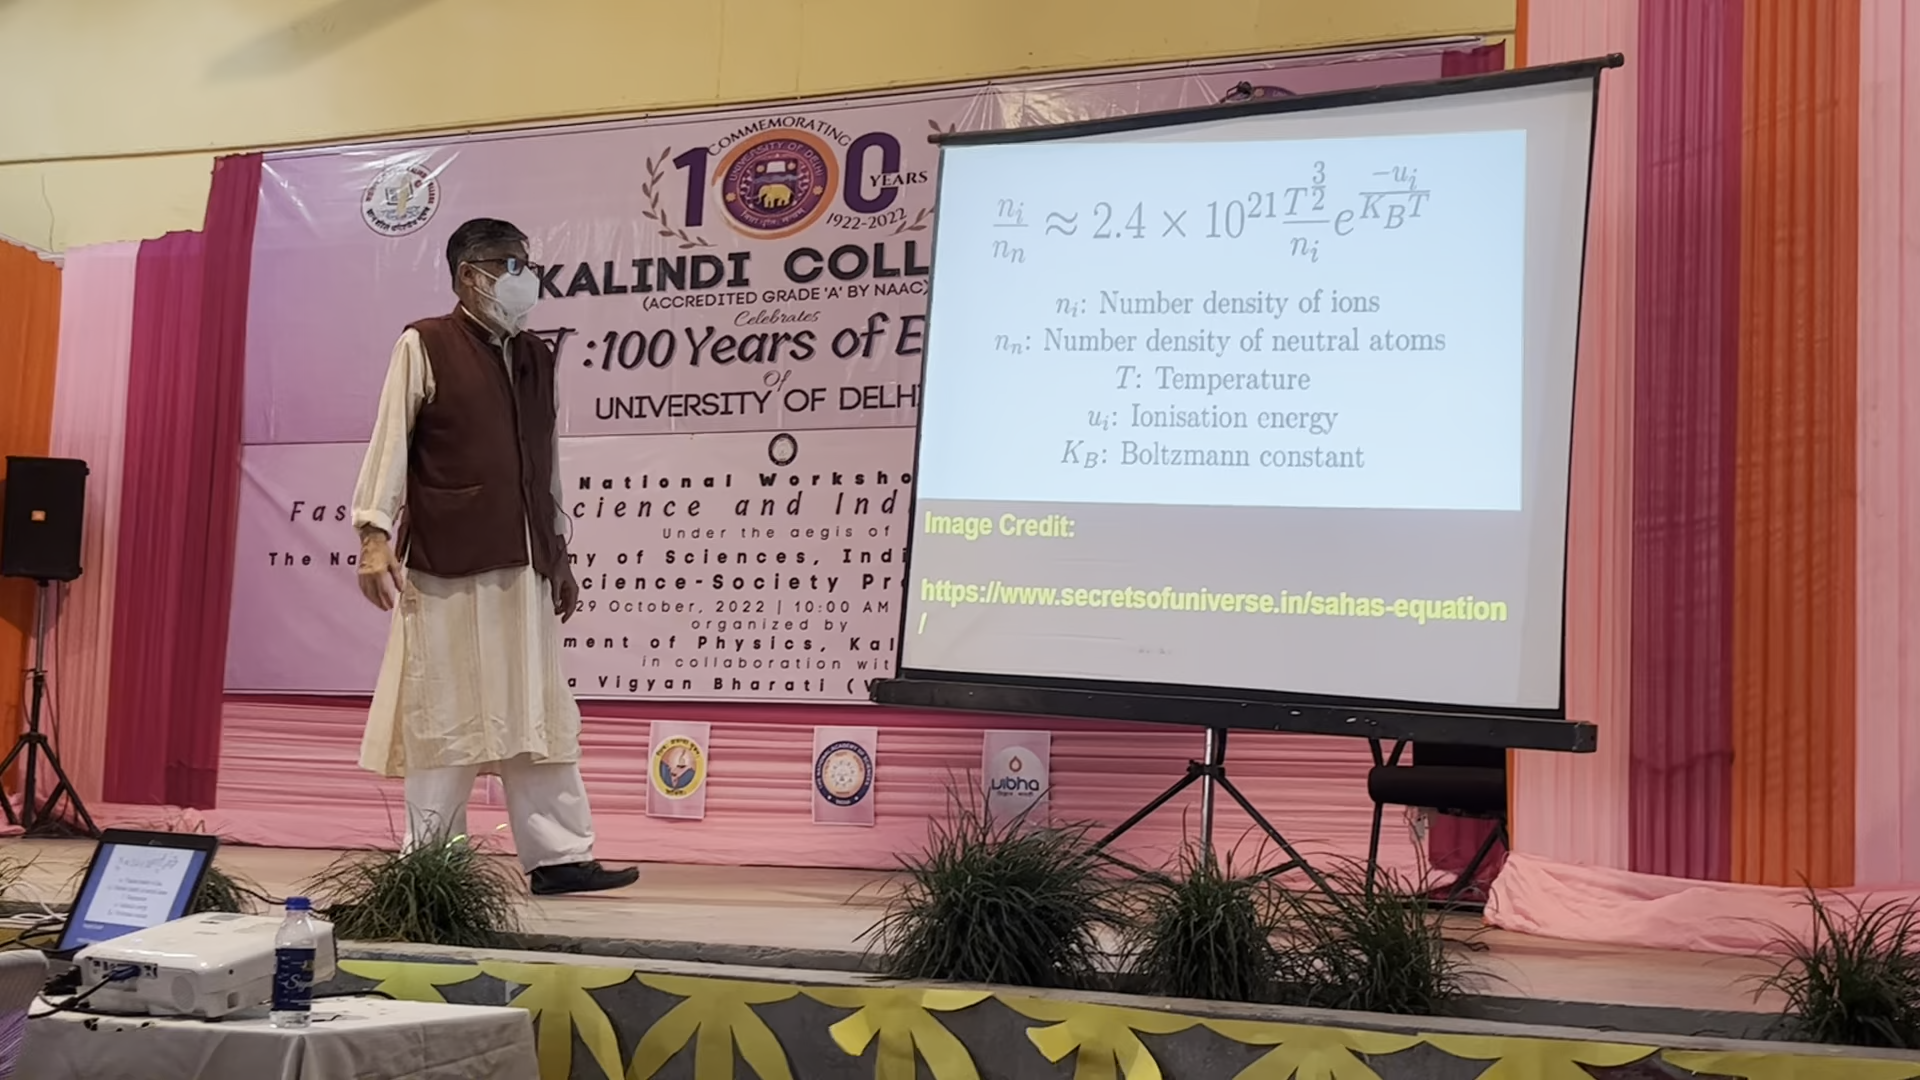 COMMEMORATING
100
YEARS
1922-2022
UNIVERSITY OF DELHI
KALINDI COLL
(ACCREDITED GRADE 'A' BY NAAC)
Celebrates
:100 Years of E
Of
UNIVERSITY OF DELHI
National Worksho
Fas cience and Ind
Under the aegis of
The Na my of Sciences, Indi
cience-Society Pr
29 October, 2022 | 10:00 AM
organized by
ment of Physics, Kal
in collaboration wit
a Vigyan Bharati (V
n_i/n_n ≈ 2.4 × 10^21 T^(3/2)/n_i e^(-u_i/K_BT)
n_i: Number density of ions
n_n: Number density of neutral atoms
T: Temperature
u_i: Ionisation energy
K_B: Boltzmann constant
Image Credit:
https://www.secretsofuniverse.in/sahas-equation
/
vibha